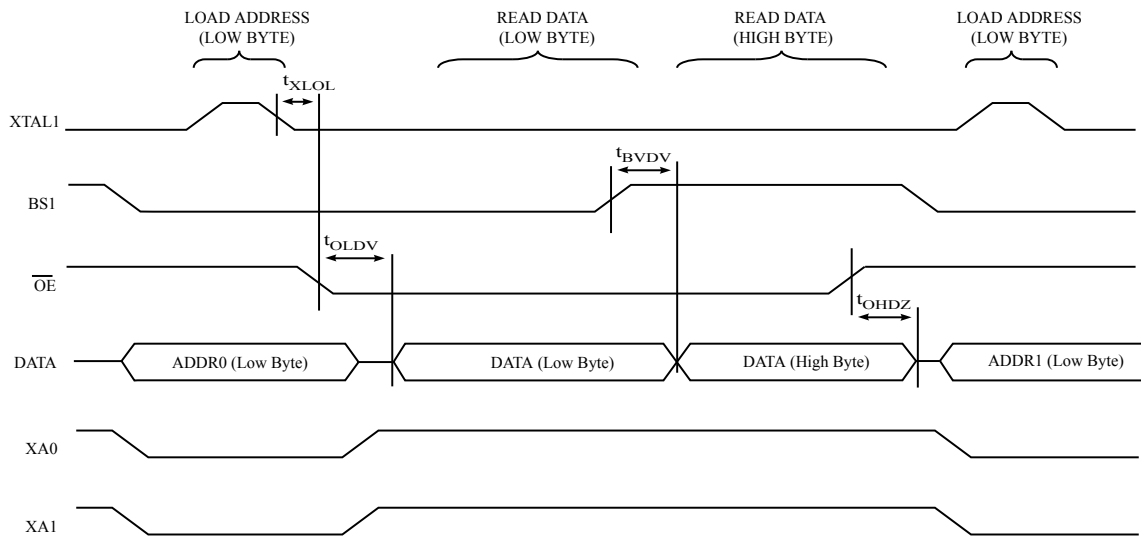 LOAD ADDRESS
(LOW BYTE)
READ DATA
(LOW BYTE)
READ DATA
(HIGH BYTE)
LOAD ADDRESS
(LOW BYTE)
tXLOL
XTAL1
tBVDV
BS1
tOLDV
OE
tOHDZ
DATA
ADDR0 (Low Byte)
DATA (Low Byte)
DATA (High Byte)
ADDR1 (Low Byte)
XA0
XA1